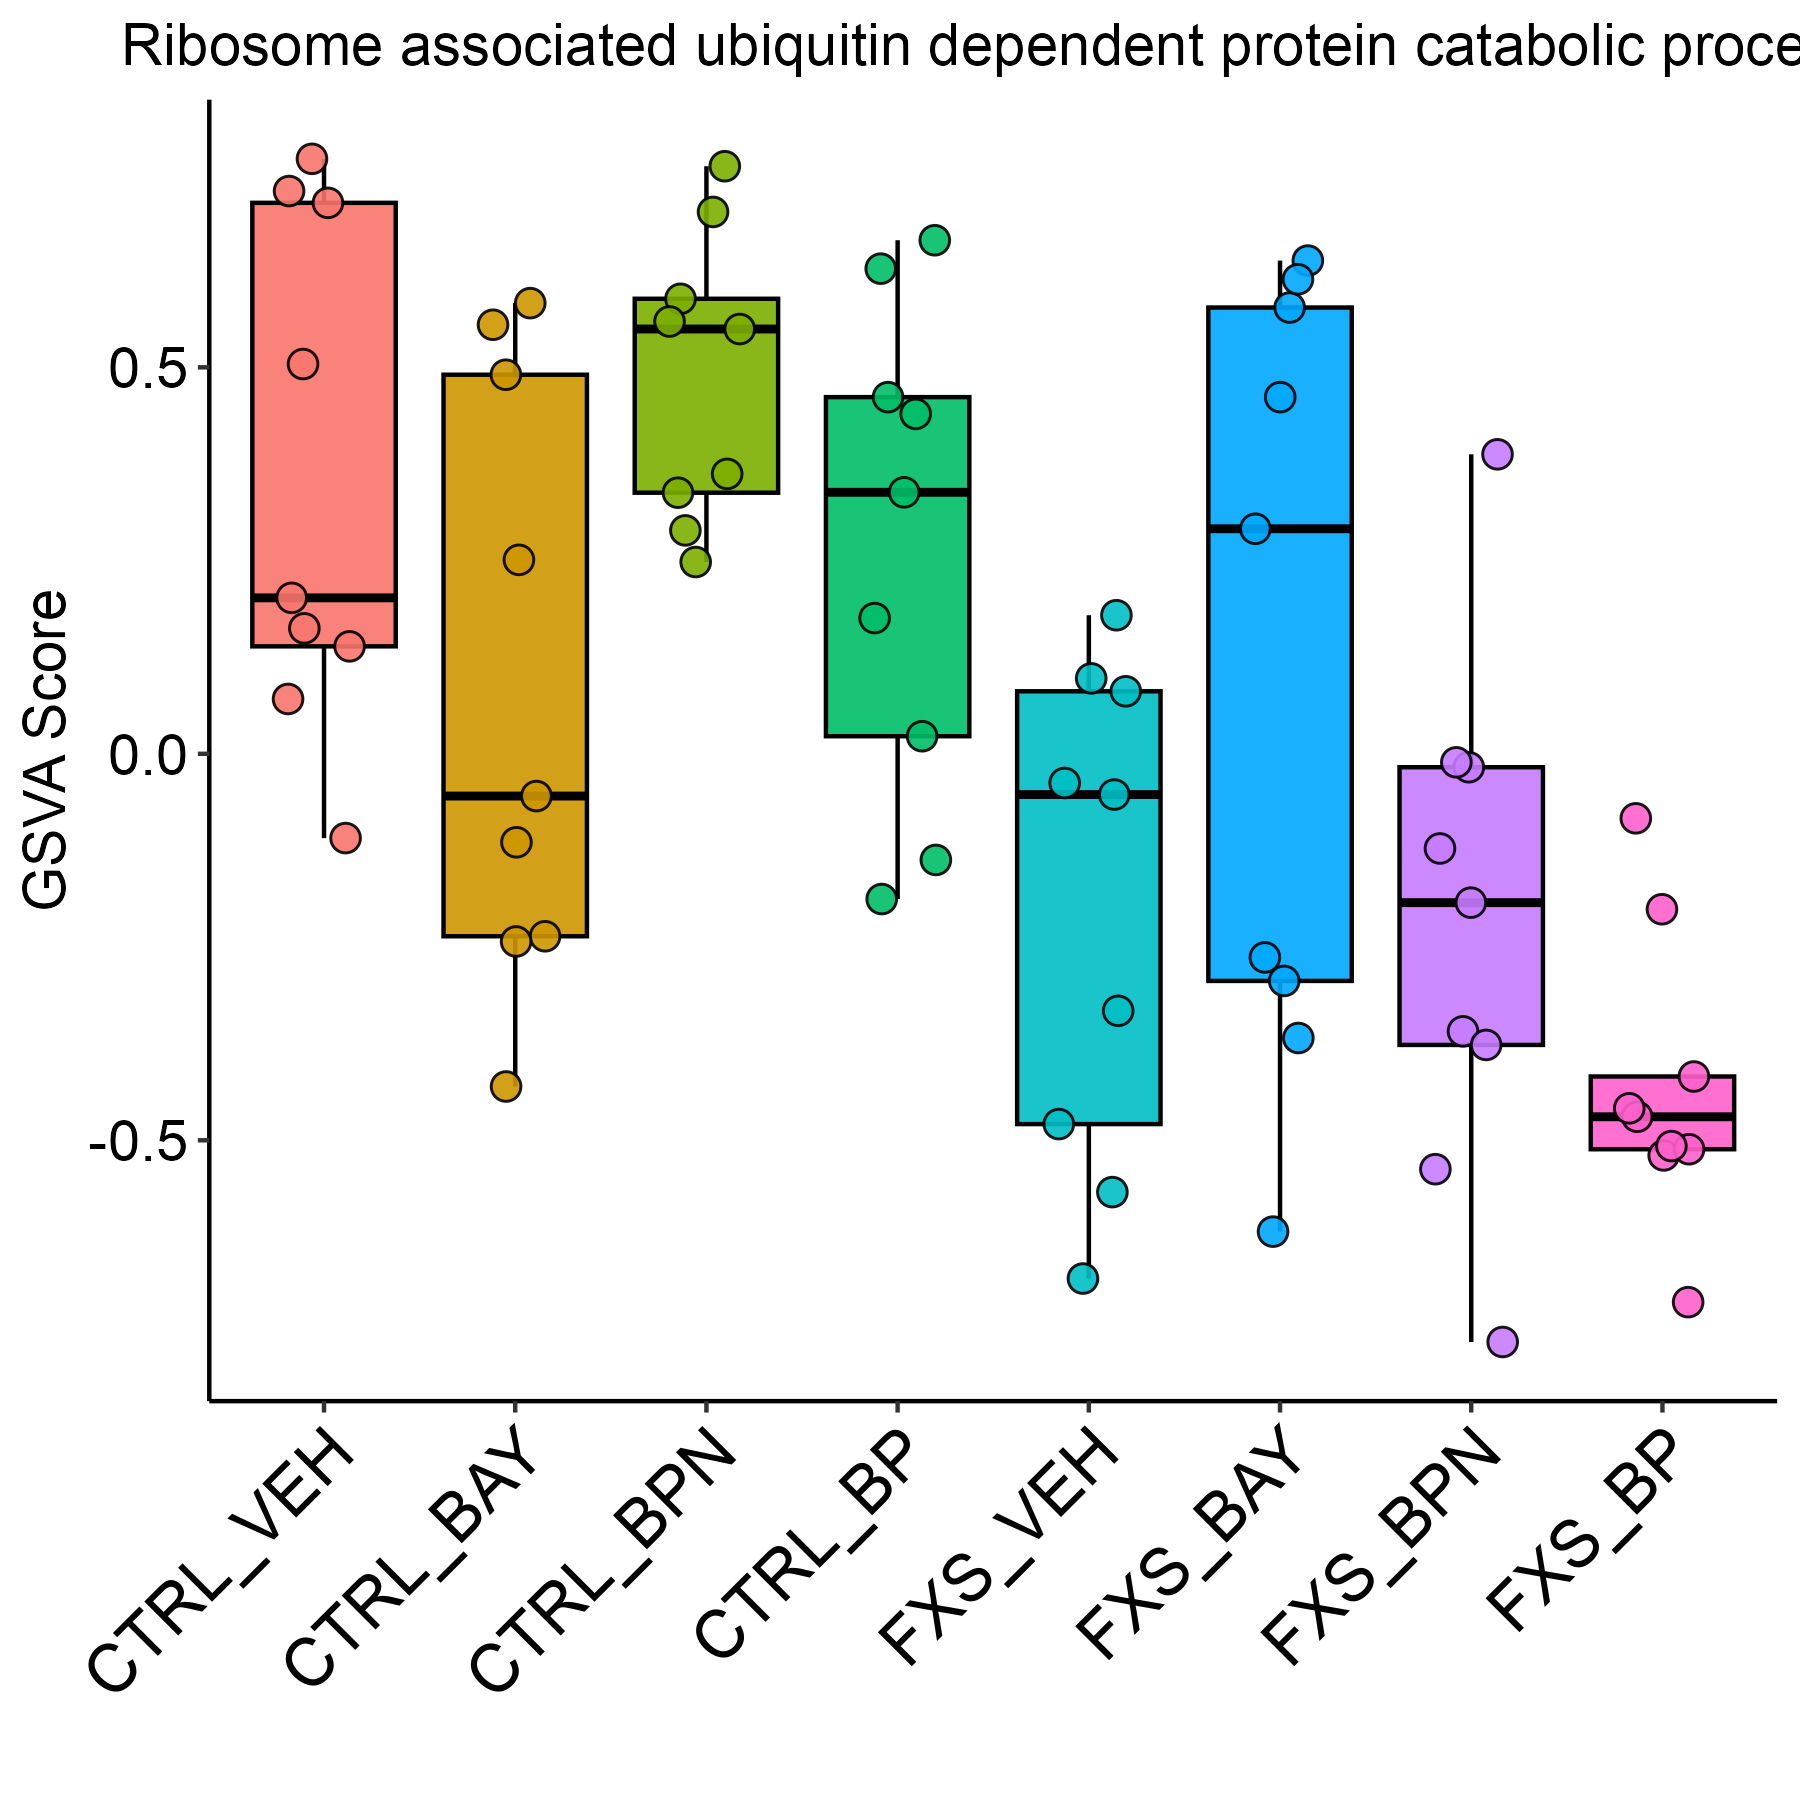 Ribosome associated ubiquitin dependent protein catabolic proce
GSVA Score
0.5
0.0
-0.5
CTRL_VEH
CTRL_BAY
CTRL_BPN
CTRL_BP
FXS_VEH
FXS_BAY
FXS_BPN
FXS_BP